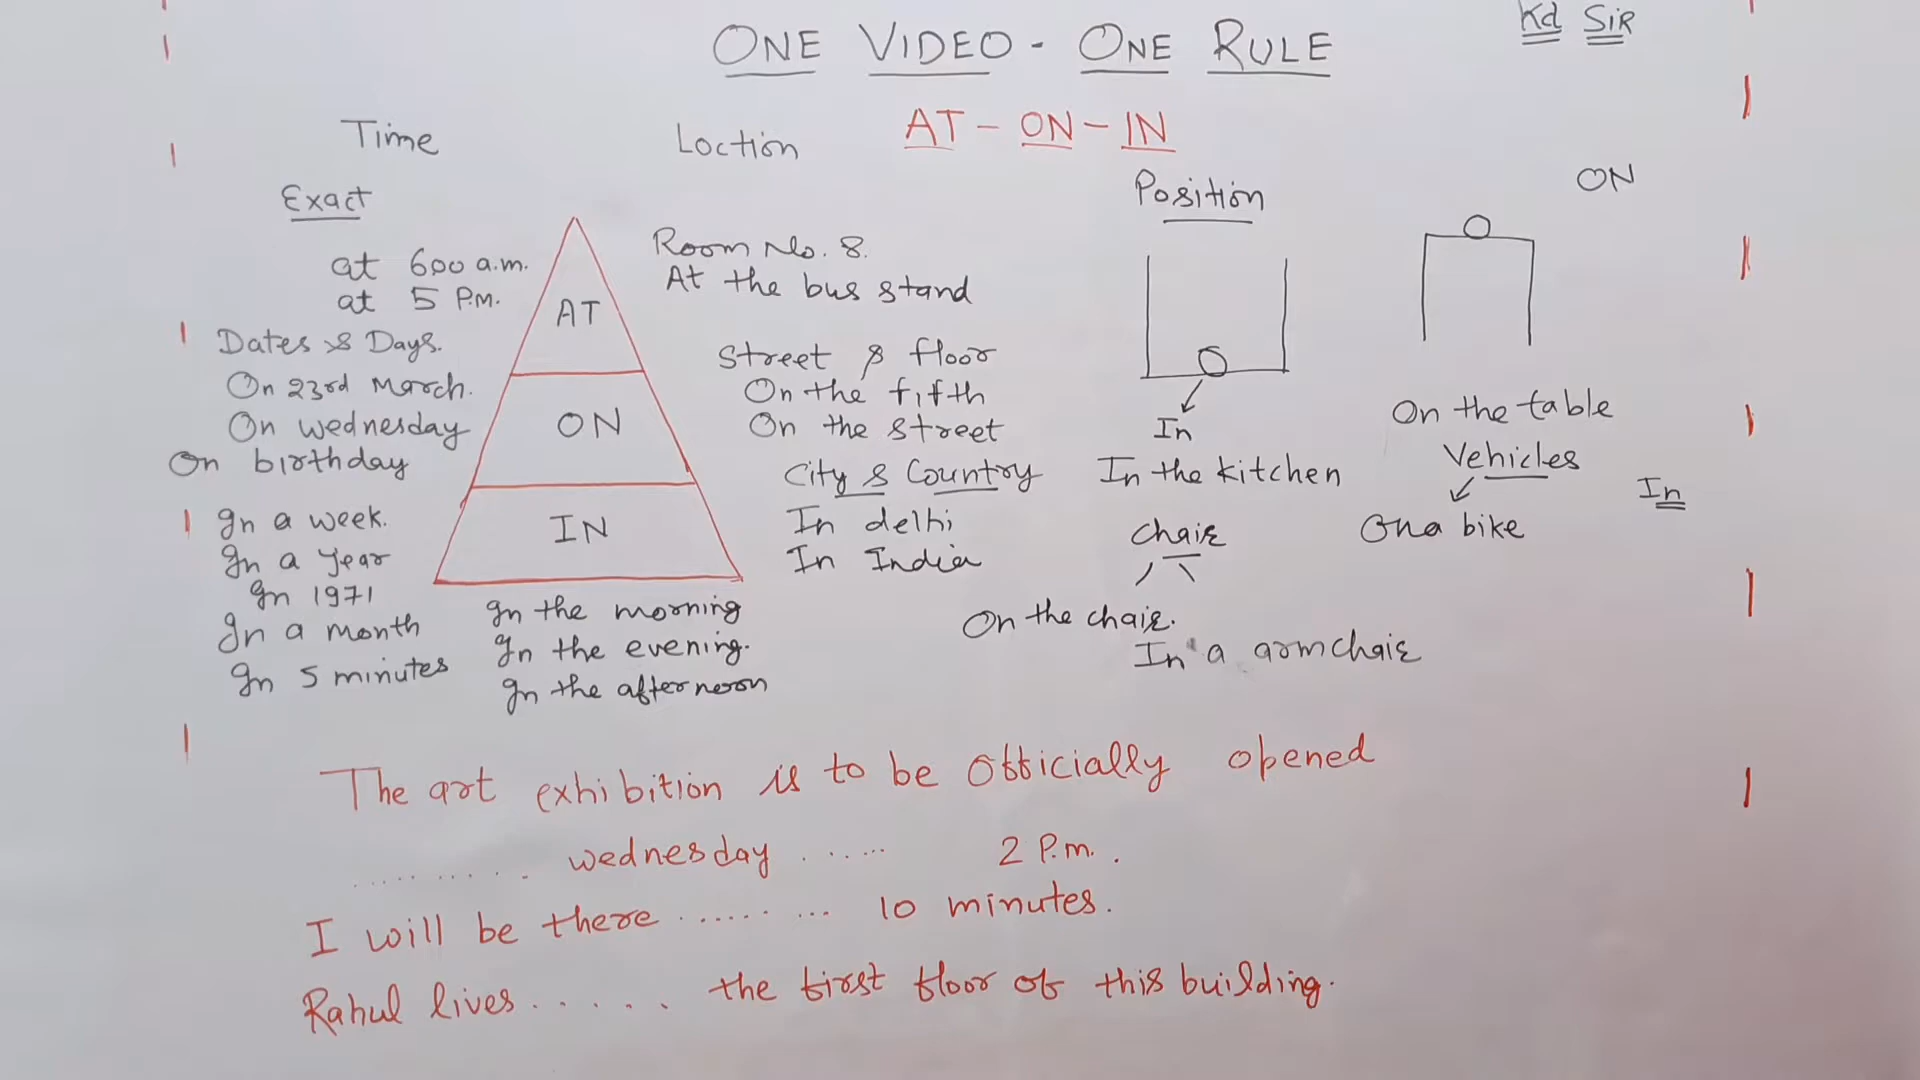 ONE VIDEO - ONE RULE
Kd SiR
AT - ON - IN
Time
Exact
at 600 a.m.
at 5 P.M.
Dates & Days.
On 23rd March.
On wednesday
On birthday
In a week.
In a year
In 1971
In a month
In 5 minutes
AT
ON
IN
In the morning
In the evening.
In the afternoon
Loction
Room No. 8.
At the bus stand
Street & floor
On the fifth
On the street
City & Country
In delhi
In India
Position
In
In the kitchen
chair
On the chair.
In a armchair
ON
On the table
Vehicles
On a bike
In
The art exhibition is to be Officially opened
.......... wednesday ...... 2 P.m. .
I will be there ......... 10 minutes.
Rahul lives ...... the first floor of this building.